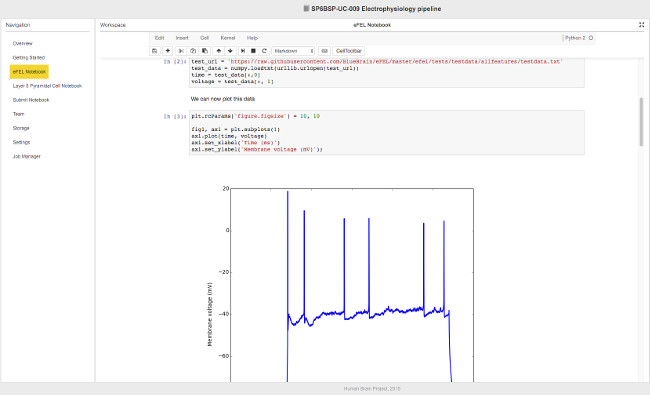 SP6BSP-UC-009 Electrophysiology pipeline
Navigation
Workspace
eFEL Notebook
Overview
Getting Started
eFEL Notebook
Layer 5 Pyramidal Cell Notebook
Submit Notebook
Team
Storage
Settings
Job Manager
Edit Insert Cell Kernel Help
Python 2
Markdown
CellToolbar
In [2]: test_url = 'https://raw.githubusercontent.com/BlueBrain/eFEL/master/efel/tests/testdata/allfeatures/testdata.txt'
test_data = numpy.loadtxt(urllib.urlopen(test_url))
time = test_data[:,0]
voltage = test_data[:, 1]
We can now plot this data
In [3]: plt.rcParams['figure.figsize'] = 10, 10
fig1, ax1 = plt.subplots(1)
ax1.plot(time, voltage)
ax1.set_xlabel('Time (ms)')
ax1.set_ylabel('Membrane voltage (mV)');
20
0
−20
−40
−60
Membrane voltage (mV)
Human Brain Project, 2015